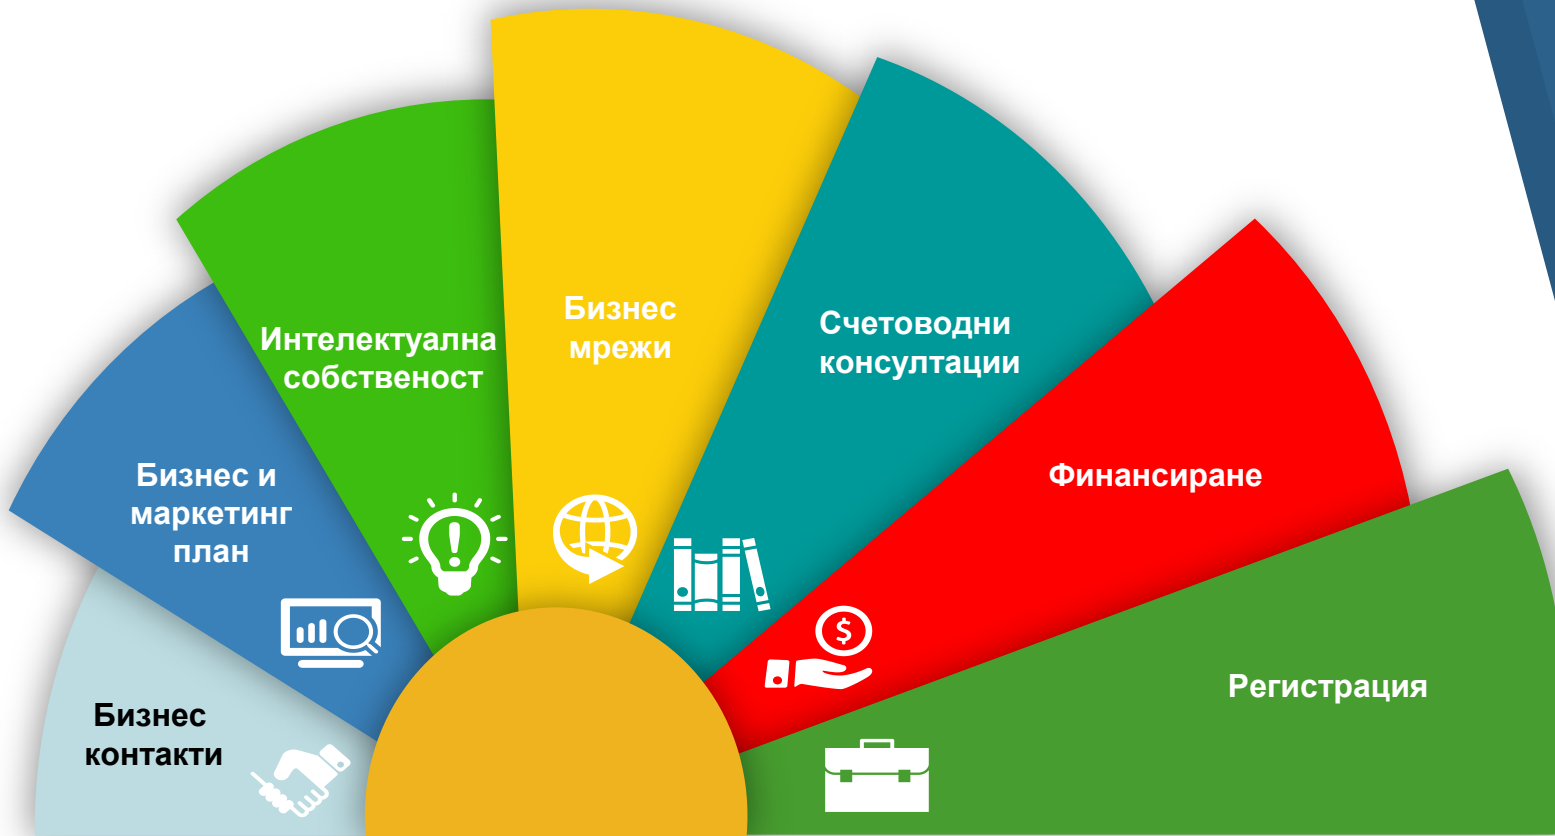 Бизнес
контакти
Бизнес и
маркетинг
план
Интелектуална
собственост
Бизнес
мрежи
Счетоводни
консултации
Финансиране
$
Регистрация